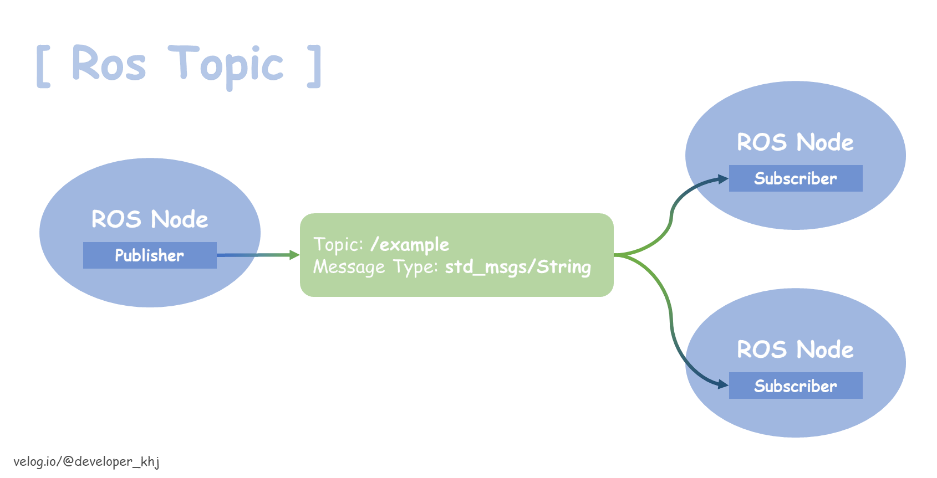 [ Ros Topic ]
ROS Node
Publisher
Topic: /example
Message Type: std_msgs/String
ROS Node
Subscriber
ROS Node
Subscriber
velog.io/@developer_khj